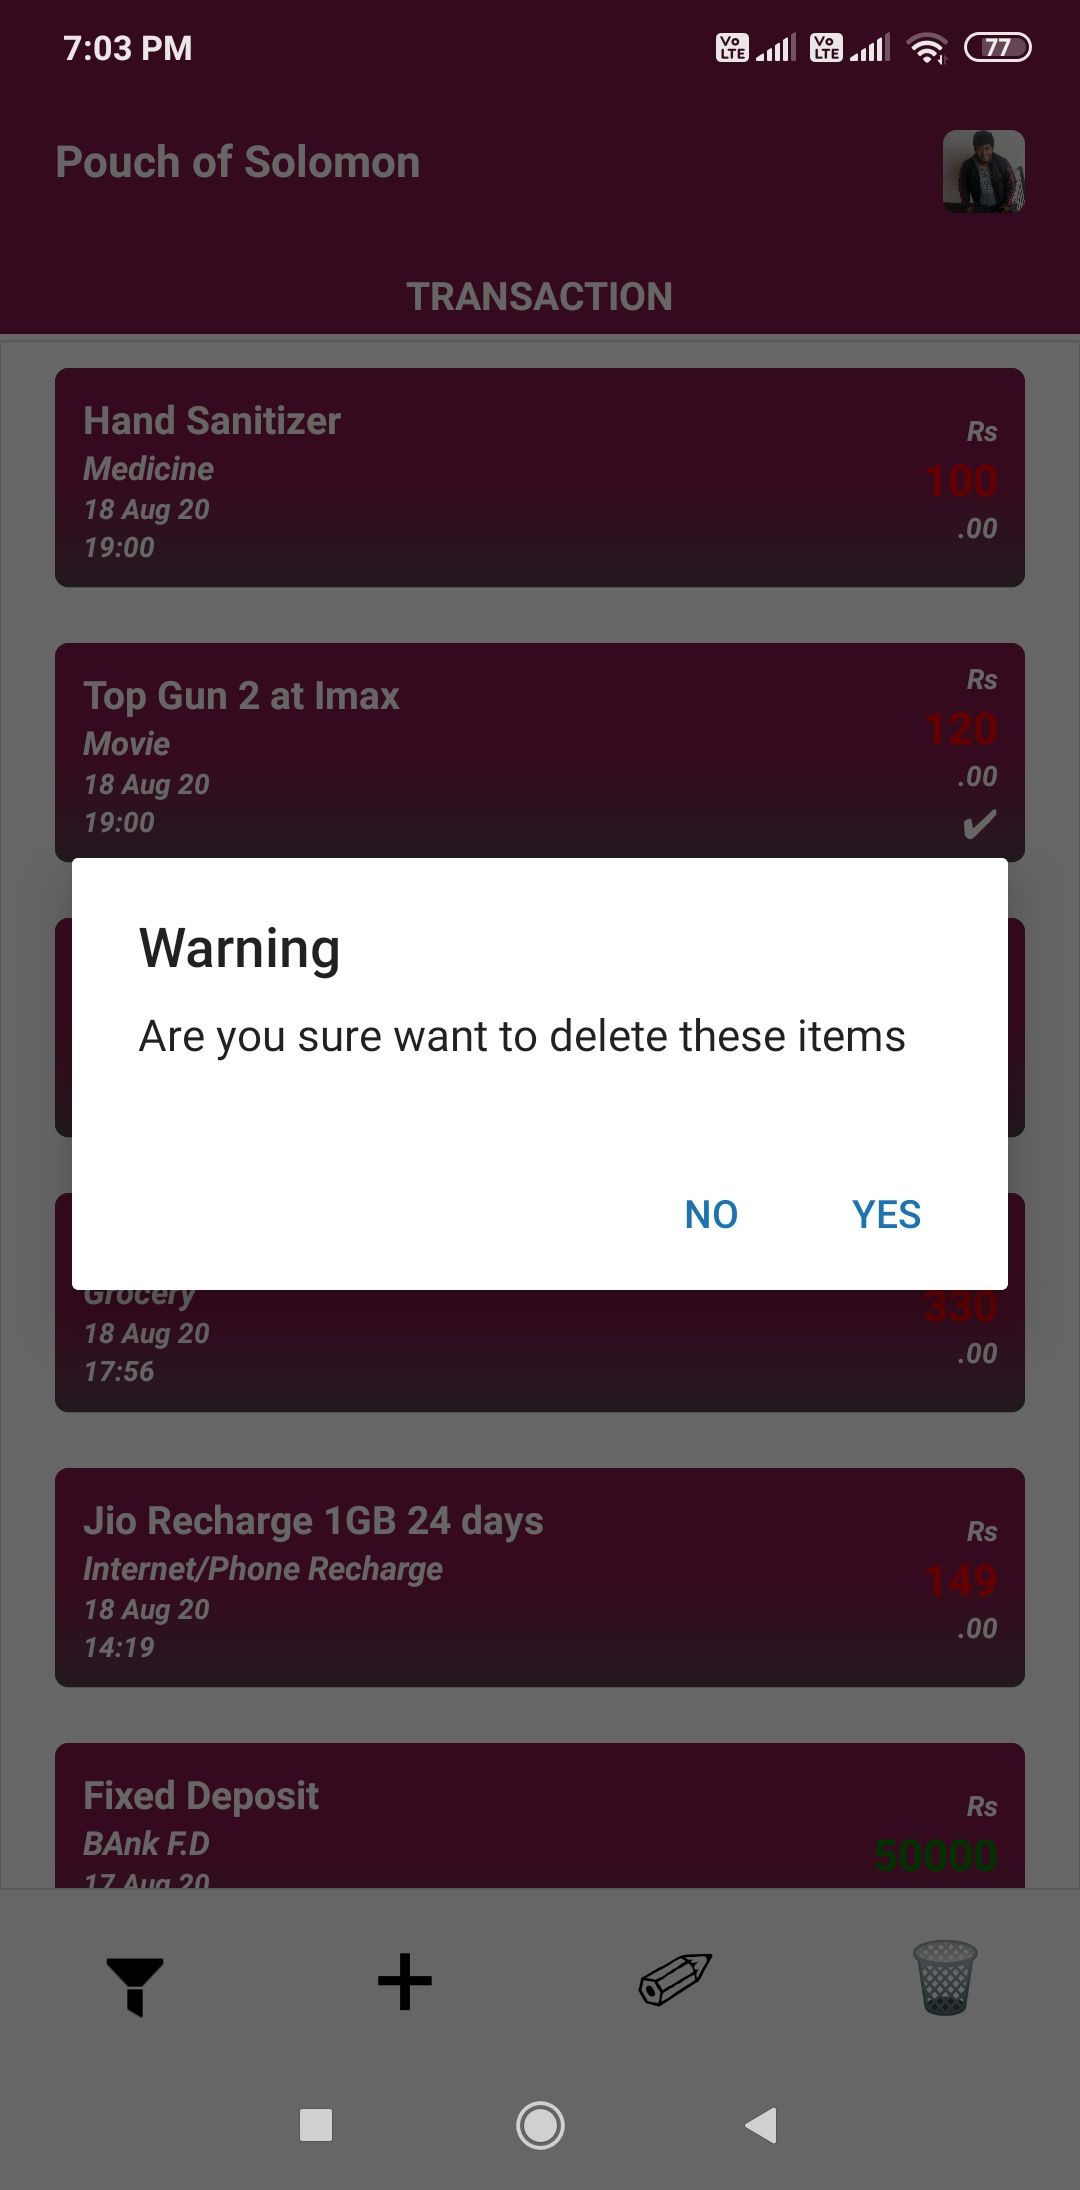 7:03 PM
Vo LTE Vo LTE 77
Pouch of Solomon
TRANSACTION
Hand Sanitizer
Medicine
18 Aug 20
19:00
Rs
100
.00
Top Gun 2 at Imax
Movie
18 Aug 20
19:00
Rs
120
.00
Warning
Are you sure want to delete these items
NO YES
Grocery
18 Aug 20
17:56
330
.00
Jio Recharge 1GB 24 days
Internet/Phone Recharge
18 Aug 20
14:19
Rs
149
.00
Fixed Deposit
BAnk F.D
17 Aug 20
Rs
50000